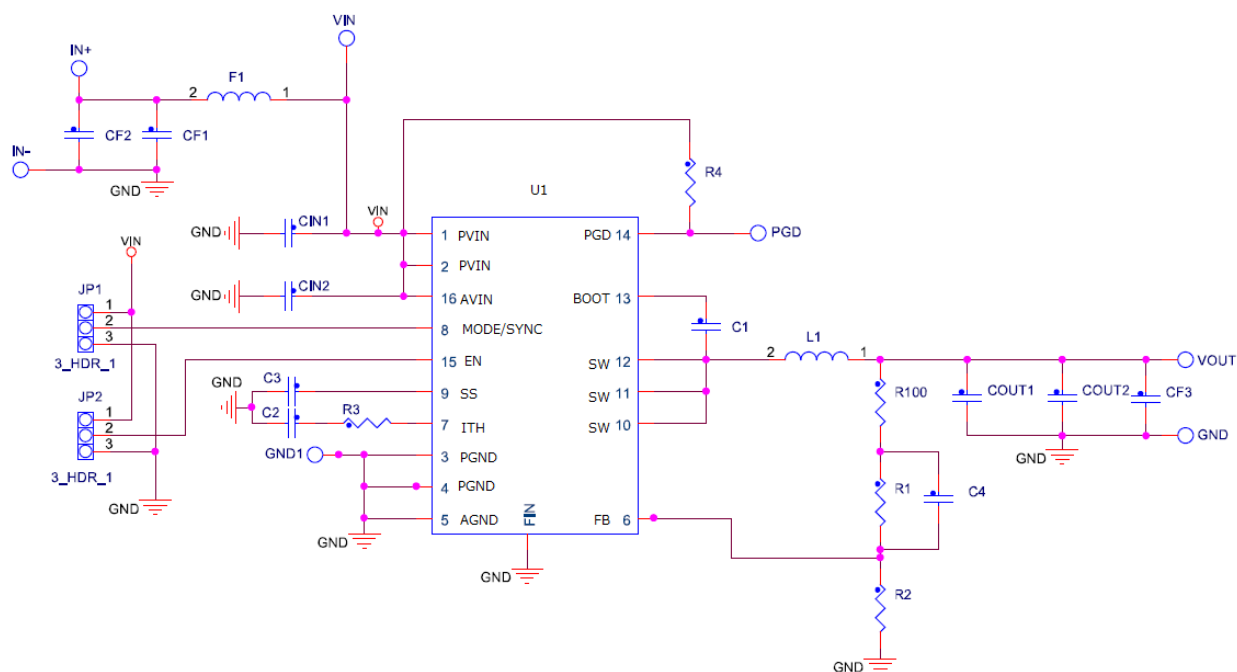 VIN
IN+
F1
2
1
CF2
CF1
IN-
GND
R4
U1
VIN
CIN1
GND
1 PVIN
PGD 14
PGD
VIN
2 PVIN
CIN2
GND
16 AVIN
BOOT 13
JP1
1
2
3
3_HDR_1
8 MODE/SYNC
C1
15 EN
SW 12
2
L1
1
VOUT
GND
C3
9 SS
SW 11
R100
COUT1
COUT2
CF3
JP2
1
2
3
3_HDR_1
C2
R3
7 ITH
SW 10
GND
GND1
3 PGND
GND
4 PGND
R1
C4
GND
5 AGND
FIN
FB 6
GND
GND
R2
GND